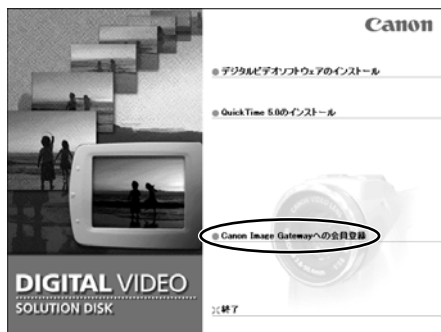 Canon
デジタルビデオソフトウェアのインストール
QuickTime 5.0のインストール
Canon Image Gatewayへの会員登録
DIGITAL VIDEO
SOLUTION DISK
終了